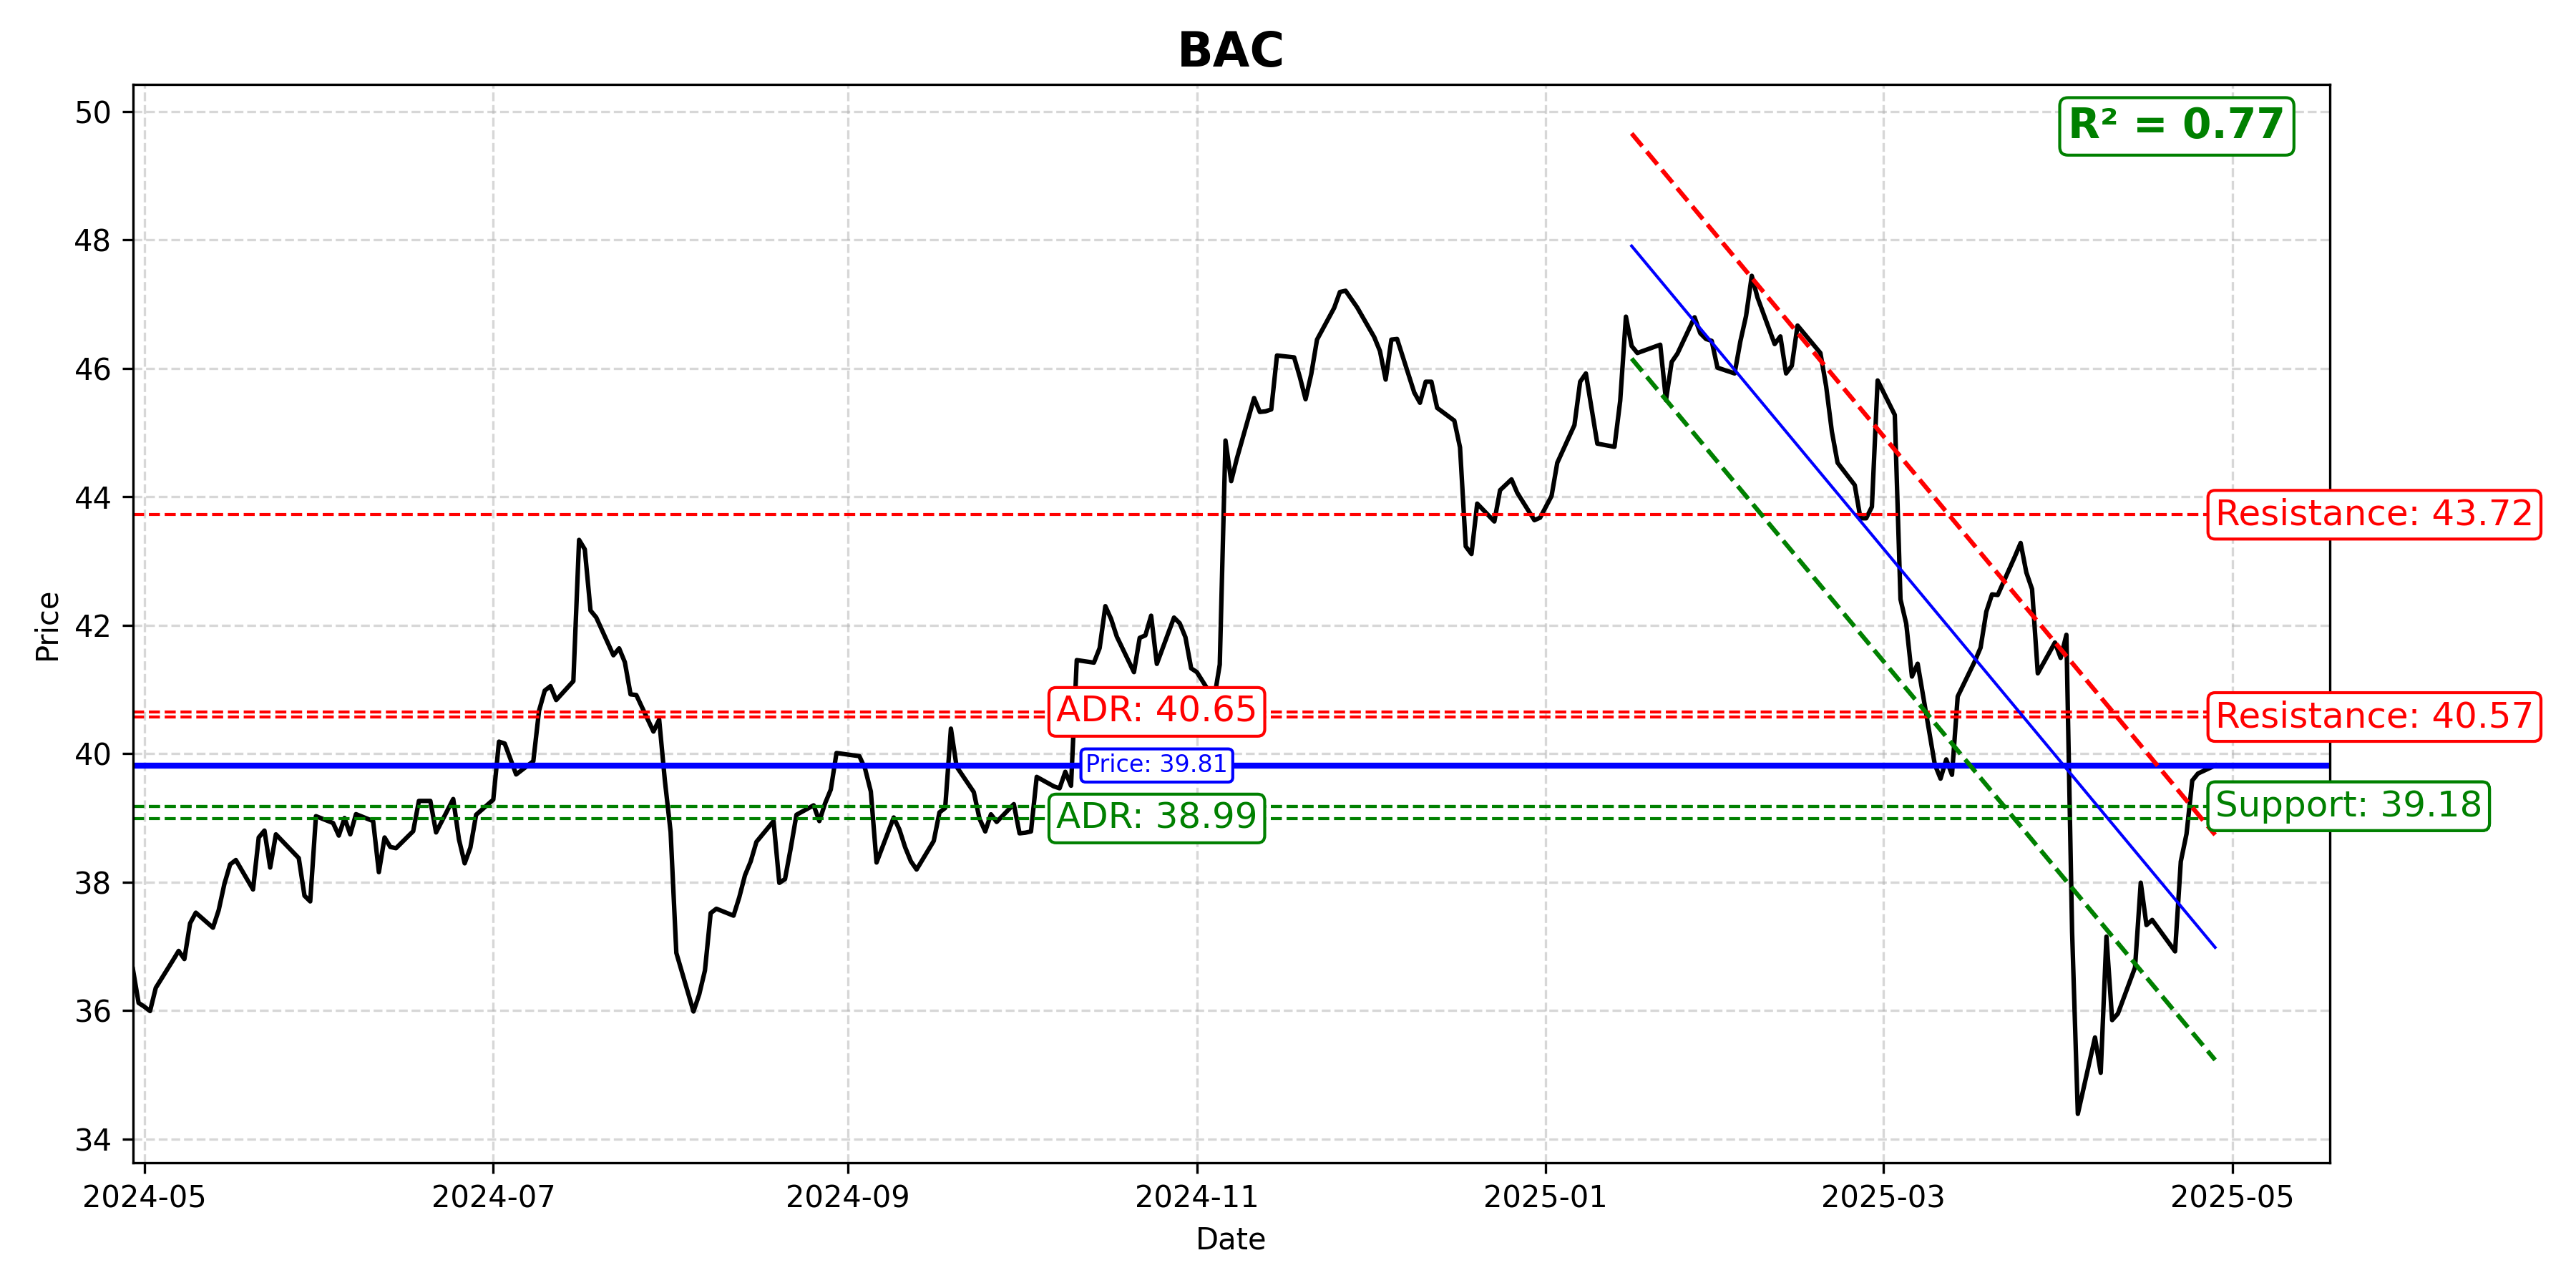 BAC
R² = 0.77
50
48
46
44
42
40
38
36
34
Price
Resistance: 43.72
ADR: 40.65
Resistance: 40.57
Price: 39.81
Support: 39.18
ADR: 38.99
2024-05
2024-07
2024-09
2024-11
2025-01
2025-03
2025-05
Date